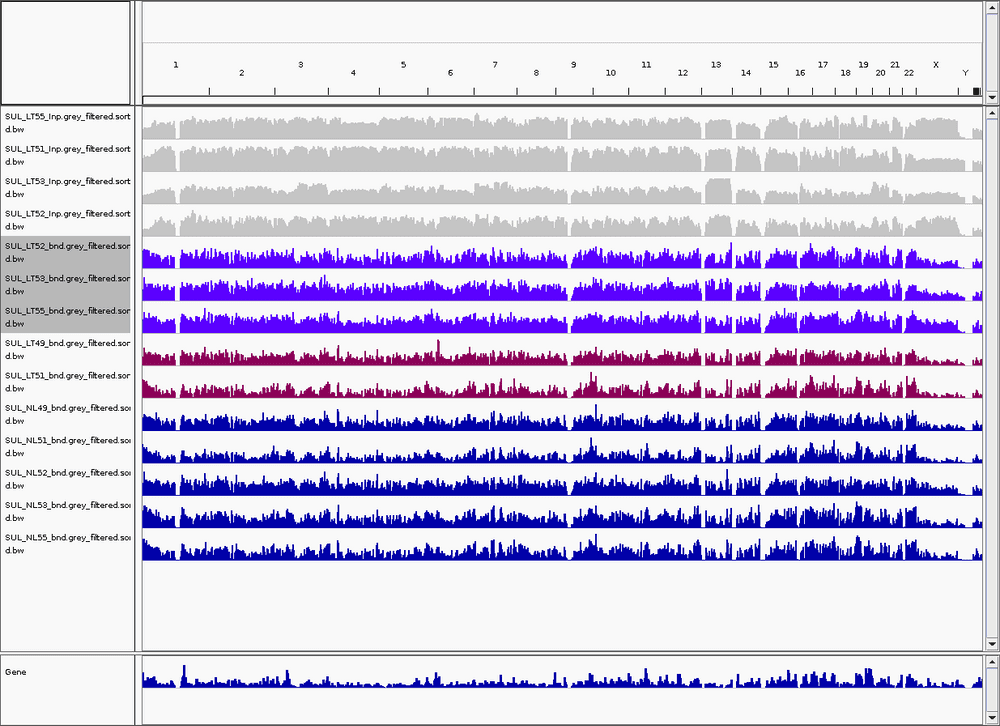 1 3 5 7 9 11 13 15 17 19 21 X
2 4 6 8 10 12 14 16 18 20 22 Y
SUL_LT55_Inp.grey_filtered.sort
d.bw
SUL_LT51_Inp.grey_filtered.sort
d.bw
SUL_LT53_Inp.grey_filtered.sort
d.bw
SUL_LT52_Inp.grey_filtered.sort
d.bw
SUL_LT52_bnd.grey_filtered.sor
d.bw
SUL_LT53_bnd.grey_filtered.sor
d.bw
SUL_LT55_bnd.grey_filtered.sor
d.bw
SUL_LT49_bnd.grey_filtered.sor
d.bw
SUL_LT51_bnd.grey_filtered.sor
d.bw
SUL_NL49_bnd.grey_filtered.so
d.bw
SUL_NL51_bnd.grey_filtered.so
d.bw
SUL_NL52_bnd.grey_filtered.so
d.bw
SUL_NL53_bnd.grey_filtered.so
d.bw
SUL_NL55_bnd.grey_filtered.so
d.bw
Gene